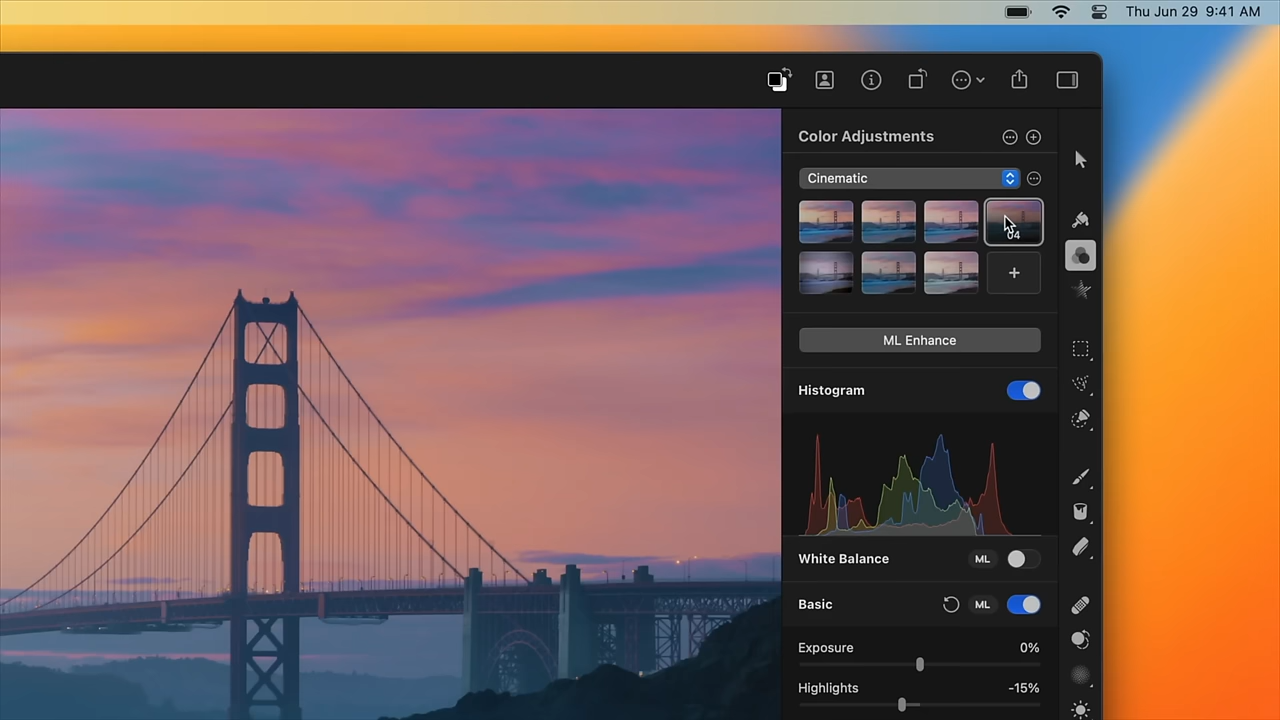 Thu Jun 29 9:41 AM
Color Adjustments
Cinematic
04
ML Enhance
Histogram
White Balance ML
Basic ML
Exposure 0%
Highlights -15%